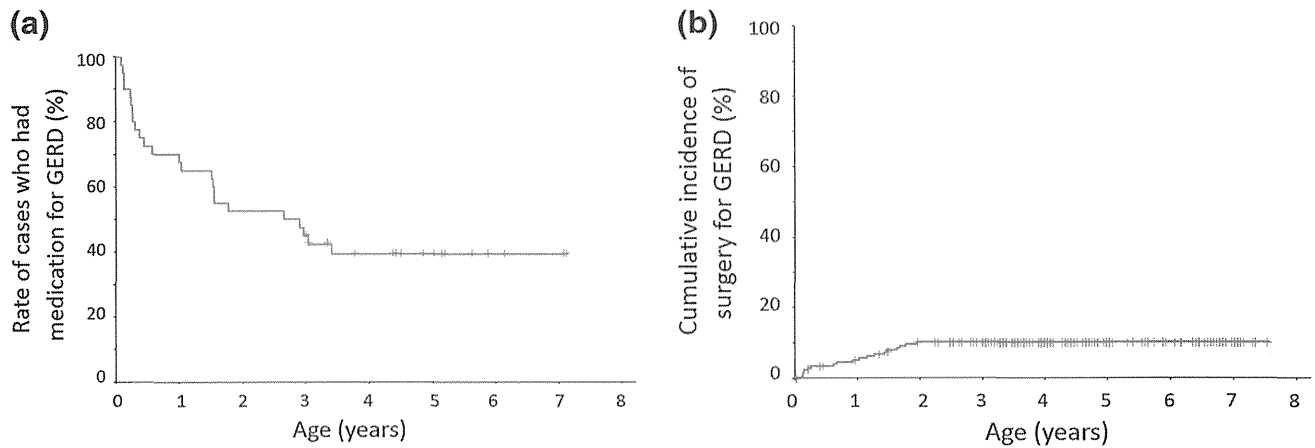 (a)
Rate of cases who had
medication for GERD (%)
100
80
60
40
20
0
0 1 2 3 4 5 6 7 8
Age (years)
(b)
Cumulative incidence of
surgery for GERD (%)
100
80
60
40
20
0
0 1 2 3 4 5 6 7 8
Age (years)